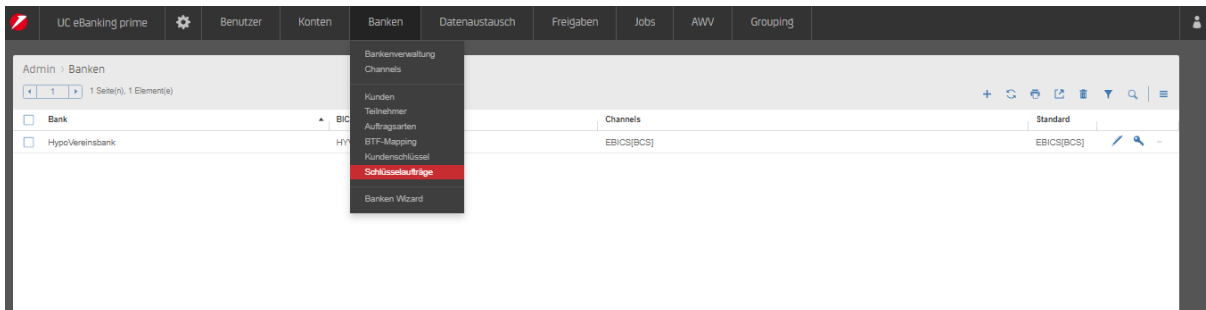 UC eBanking prime Benutzer Konten Banken Datenaustausch Freigaben Jobs AWV Grouping
Bankenverwaltung
Channels
Kunden
Teilnehmer
Auftragsarten
BTF-Mapping
Kundenschlüssel
Schlüsselaufträge
Banken Wizard
Admin > Banken
1 1 Seite(n), 1 Element(e)
Bank BIC Channels Standard
HypoVereinsbank EBICS[BCS] EBICS[BCS]